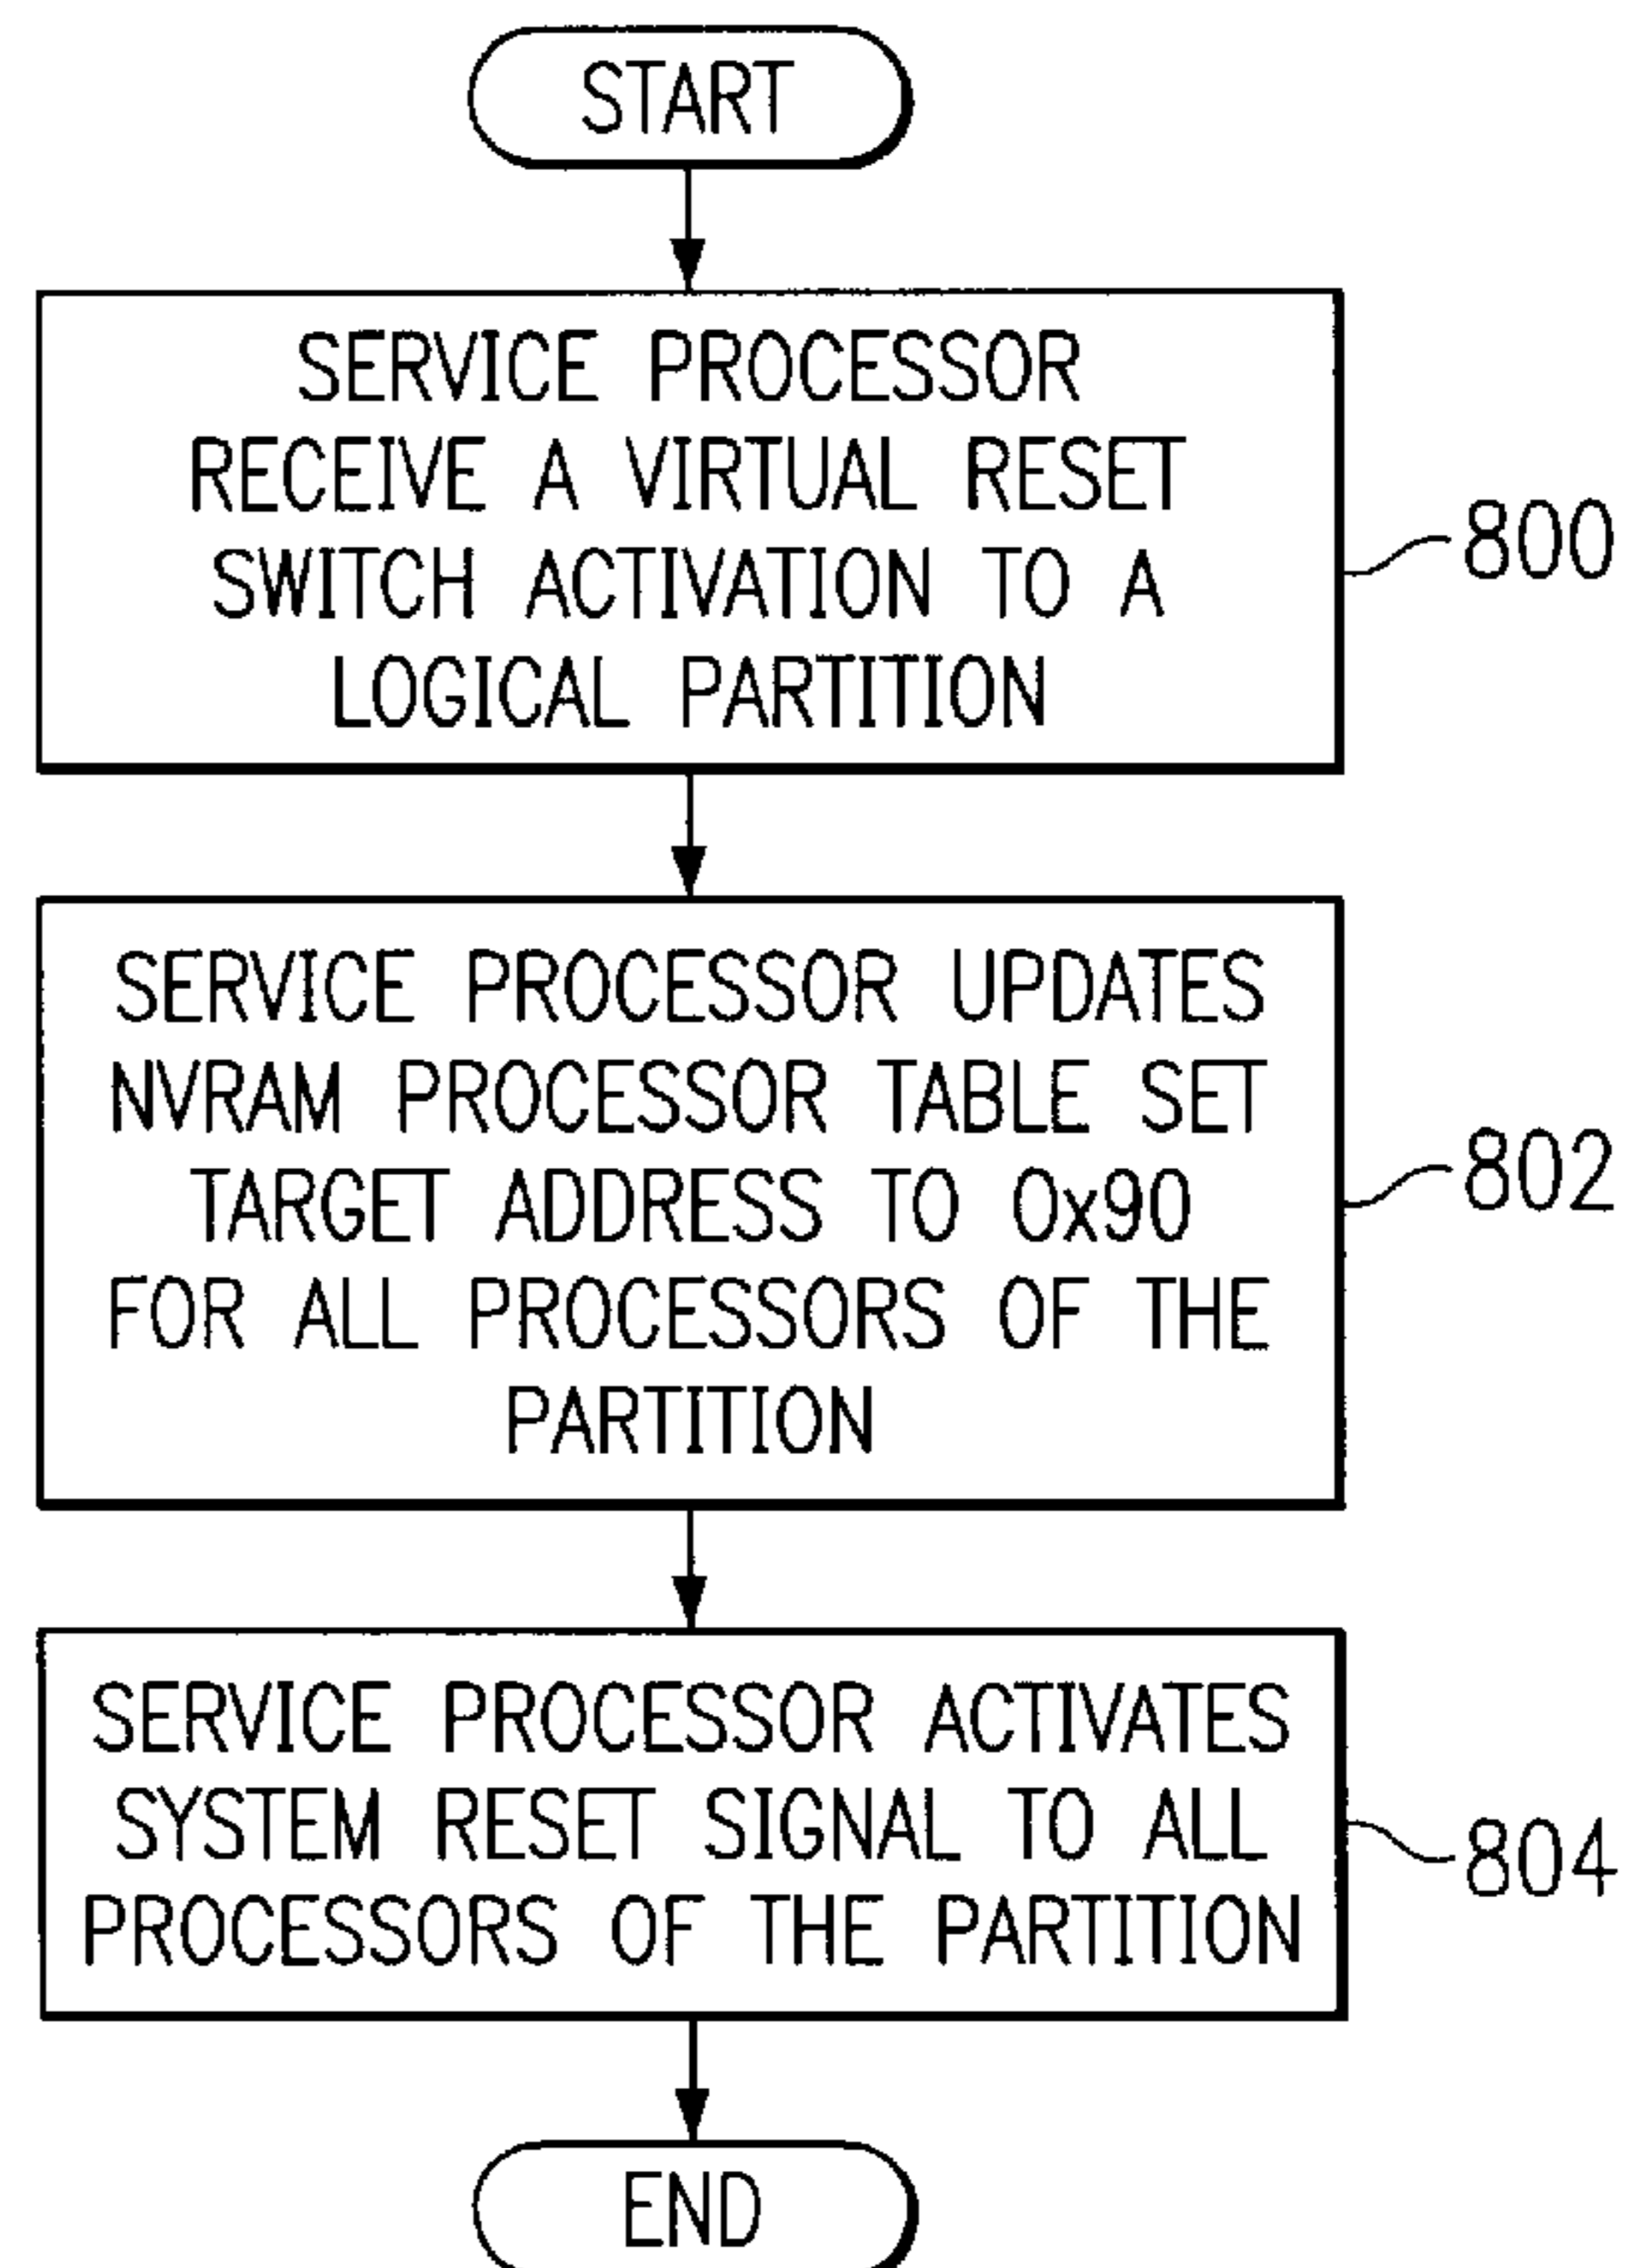 START
SERVICE PROCESSOR
RECEIVE A VIRTUAL RESET
SWITCH ACTIVATION TO A
LOGICAL PARTITION
800
SERVICE PROCESSOR UPDATES
NVRAM PROCESSOR TABLE SET
TARGET ADDRESS TO 0x90
FOR ALL PROCESSORS OF THE
PARTITION
802
SERVICE PROCESSOR ACTIVATES
SYSTEM RESET SIGNAL TO ALL
PROCESSORS OF THE PARTITION
804
END